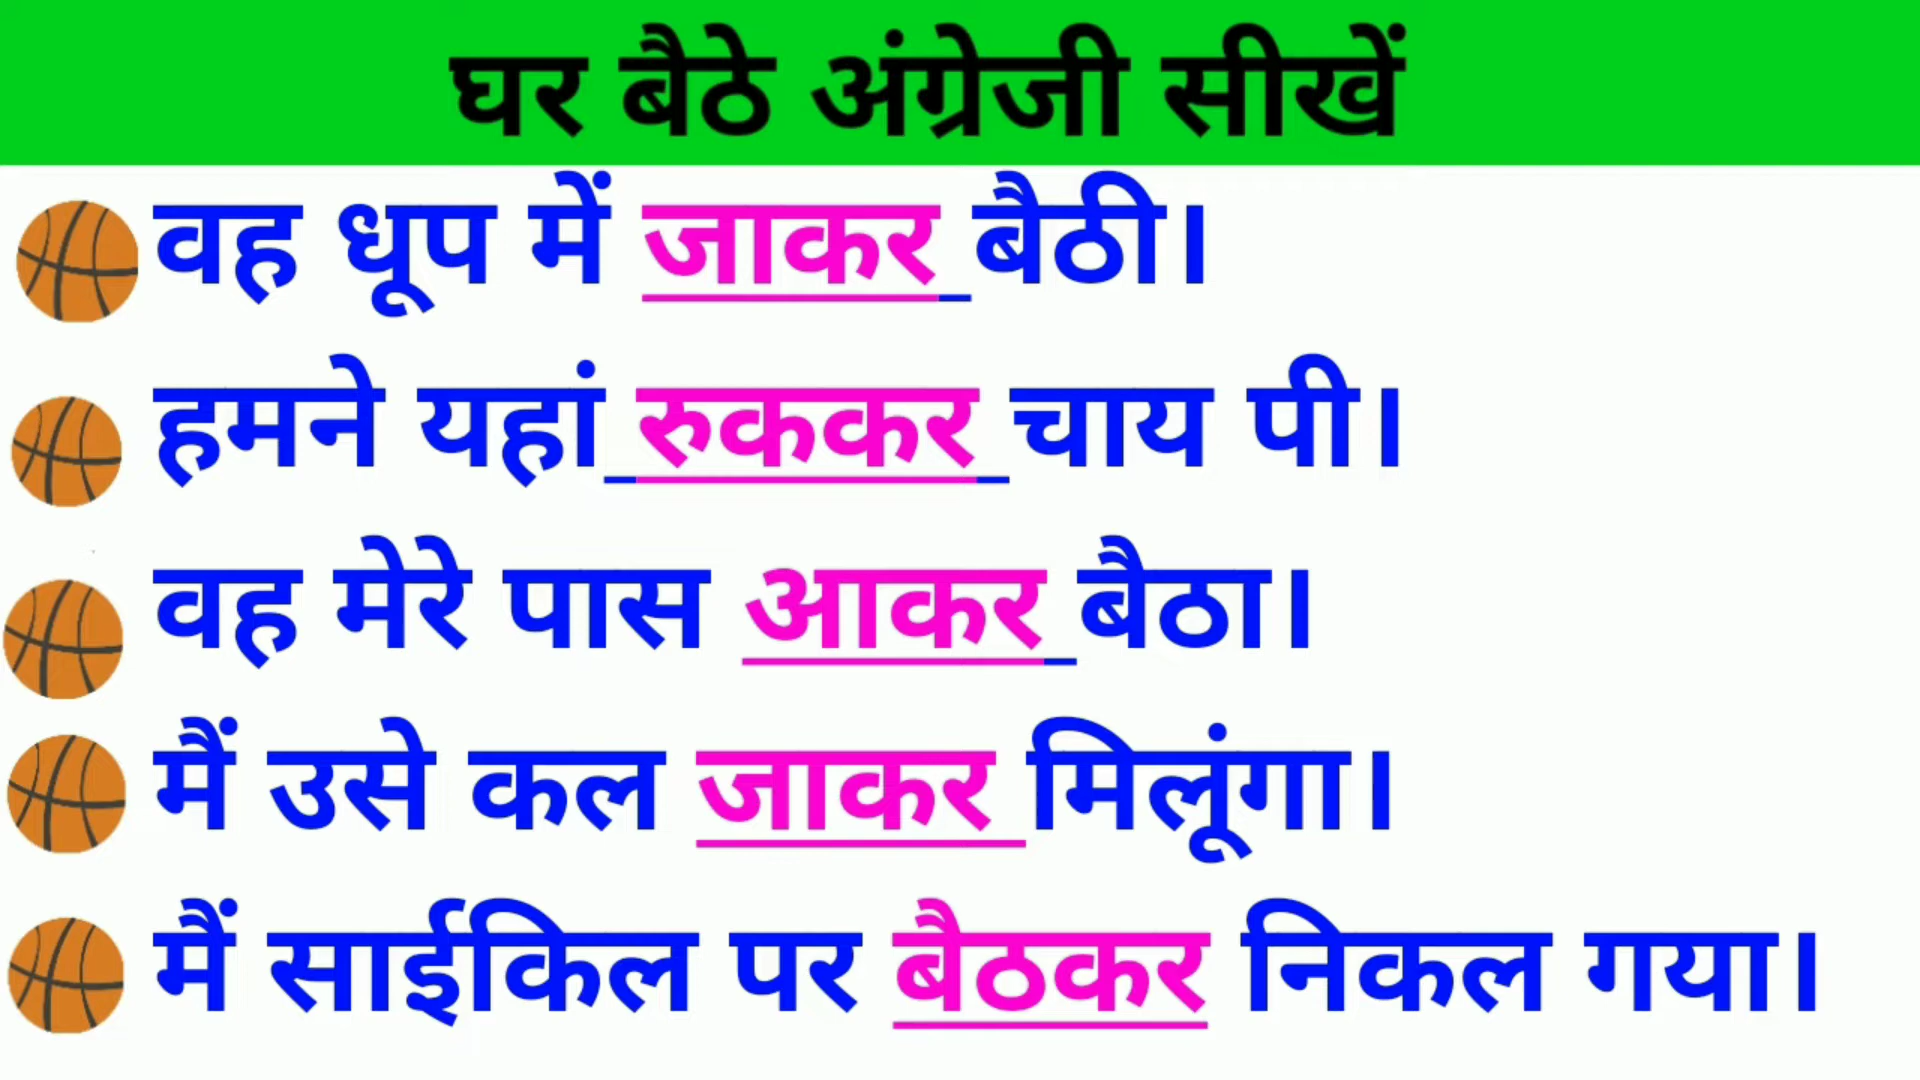 घर बैठे अंग्रेजी सीखें
वह धूप में जाकर बैठी।
हमने यहां रुककर चाय पी।
वह मेरे पास आकर बैठा।
मैं उसे कल जाकर मिलूंगा।
मैं साईकिल पर बैठकर निकल गया।